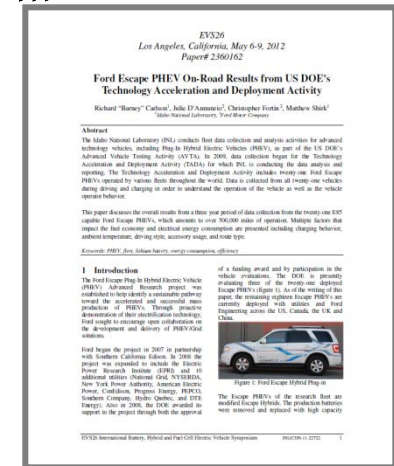 EVS26
Los Angeles, California, May 6-9, 2012
Paper# 2360162
Ford Escape PHEV On-Road Results from US DOE's
Technology Acceleration and Deployment Activity
Richard "Barney" Carlson1, Julie D'Annunzio2, Christopher Fortin2, Matthew Shirk1
1Idaho National Laboratory, 2Ford Motor Company
Abstract
The Idaho National Laboratory (INL) conducts fleet data collection and analysis activities for advanced
technology vehicles, including Plug-In Hybrid Electric Vehicles (PHEV), as part of the US DOE's
Advanced Vehicle Testing Activity (AVTA). In 2009, data collection began for the Technology
Acceleration and Deployment Activity (TADA) for which INL is conducting the data analysis and
reporting. The Technology Acceleration and Deployment Activity includes twenty-one Ford Escape
PHEVs operated by various fleets throughout the world. Data is collected from all twenty-one vehicles
during driving and charging in order to understand the operation of the vehicle as well as the vehicle
operator behavior.
This paper discusses the overall results from a three year period of data collection from the twenty-one E85
capable Ford Escape PHEVs, which amounts to over 500,000 miles of operation. Multiple factors that
impact the fuel economy and electrical energy consumption are presented including charging behavior,
ambient temperature, driving style, accessory usage, and route type.
Keywords: PHEV, fleet, lithium battery, energy consumption, efficiency
1 Introduction
The Ford Escape Plug In Hybrid Electric Vehicle
(PHEV) Advanced Research project was
established to help identify a sustainable pathway
toward the accelerated and successful mass
production of PHEVs. Through proactive
demonstration of their electrification technology,
Ford sought to encourage open collaboration on
the development and delivery of PHEV/Grid
solutions.
Ford began the project in 2007 in partnership
with Southern California Edison. In 2008 the
project was expanded to include the Electric
Power Research Institute (EPRI) and 10
additional utilities (National Grid, NYSERDA,
New York Power Authority, American Electric
Power, ConEdison, Progress Energy, PEPCO,
Southern Company, Hydro Quebec, and DTE
Energy). Also in 2008, the DOE awarded its
support to the project through both the approval
of a funding award and by participation in the
vehicle evaluations. The DOE is presently
evaluating three of the twenty-one deployed
Escape PHEVs (figure 1). As of the writing of this
paper, the remaining eighteen Escape PHEVs are
currently deployed with utilities and Ford
Engineering across the US, Canada, the UK and
China.
Figure 1: Ford Escape Hybrid Plug-in
The Escape PHEVs of the research fleet are
modified Escape Hybrids. The production batteries
were removed and replaced with high capacity
EVS26 International Battery, Hybrid and Fuel Cell Electric Vehicle Symposium 1